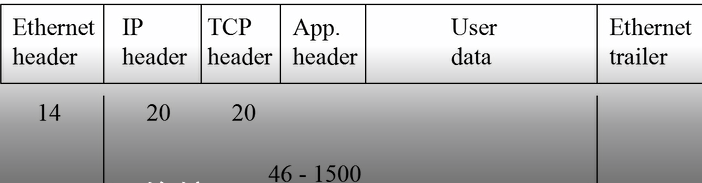 Ethernet header
IP header
TCP header
App. header
User data
Ethernet trailer
14
20
20
46 - 1500